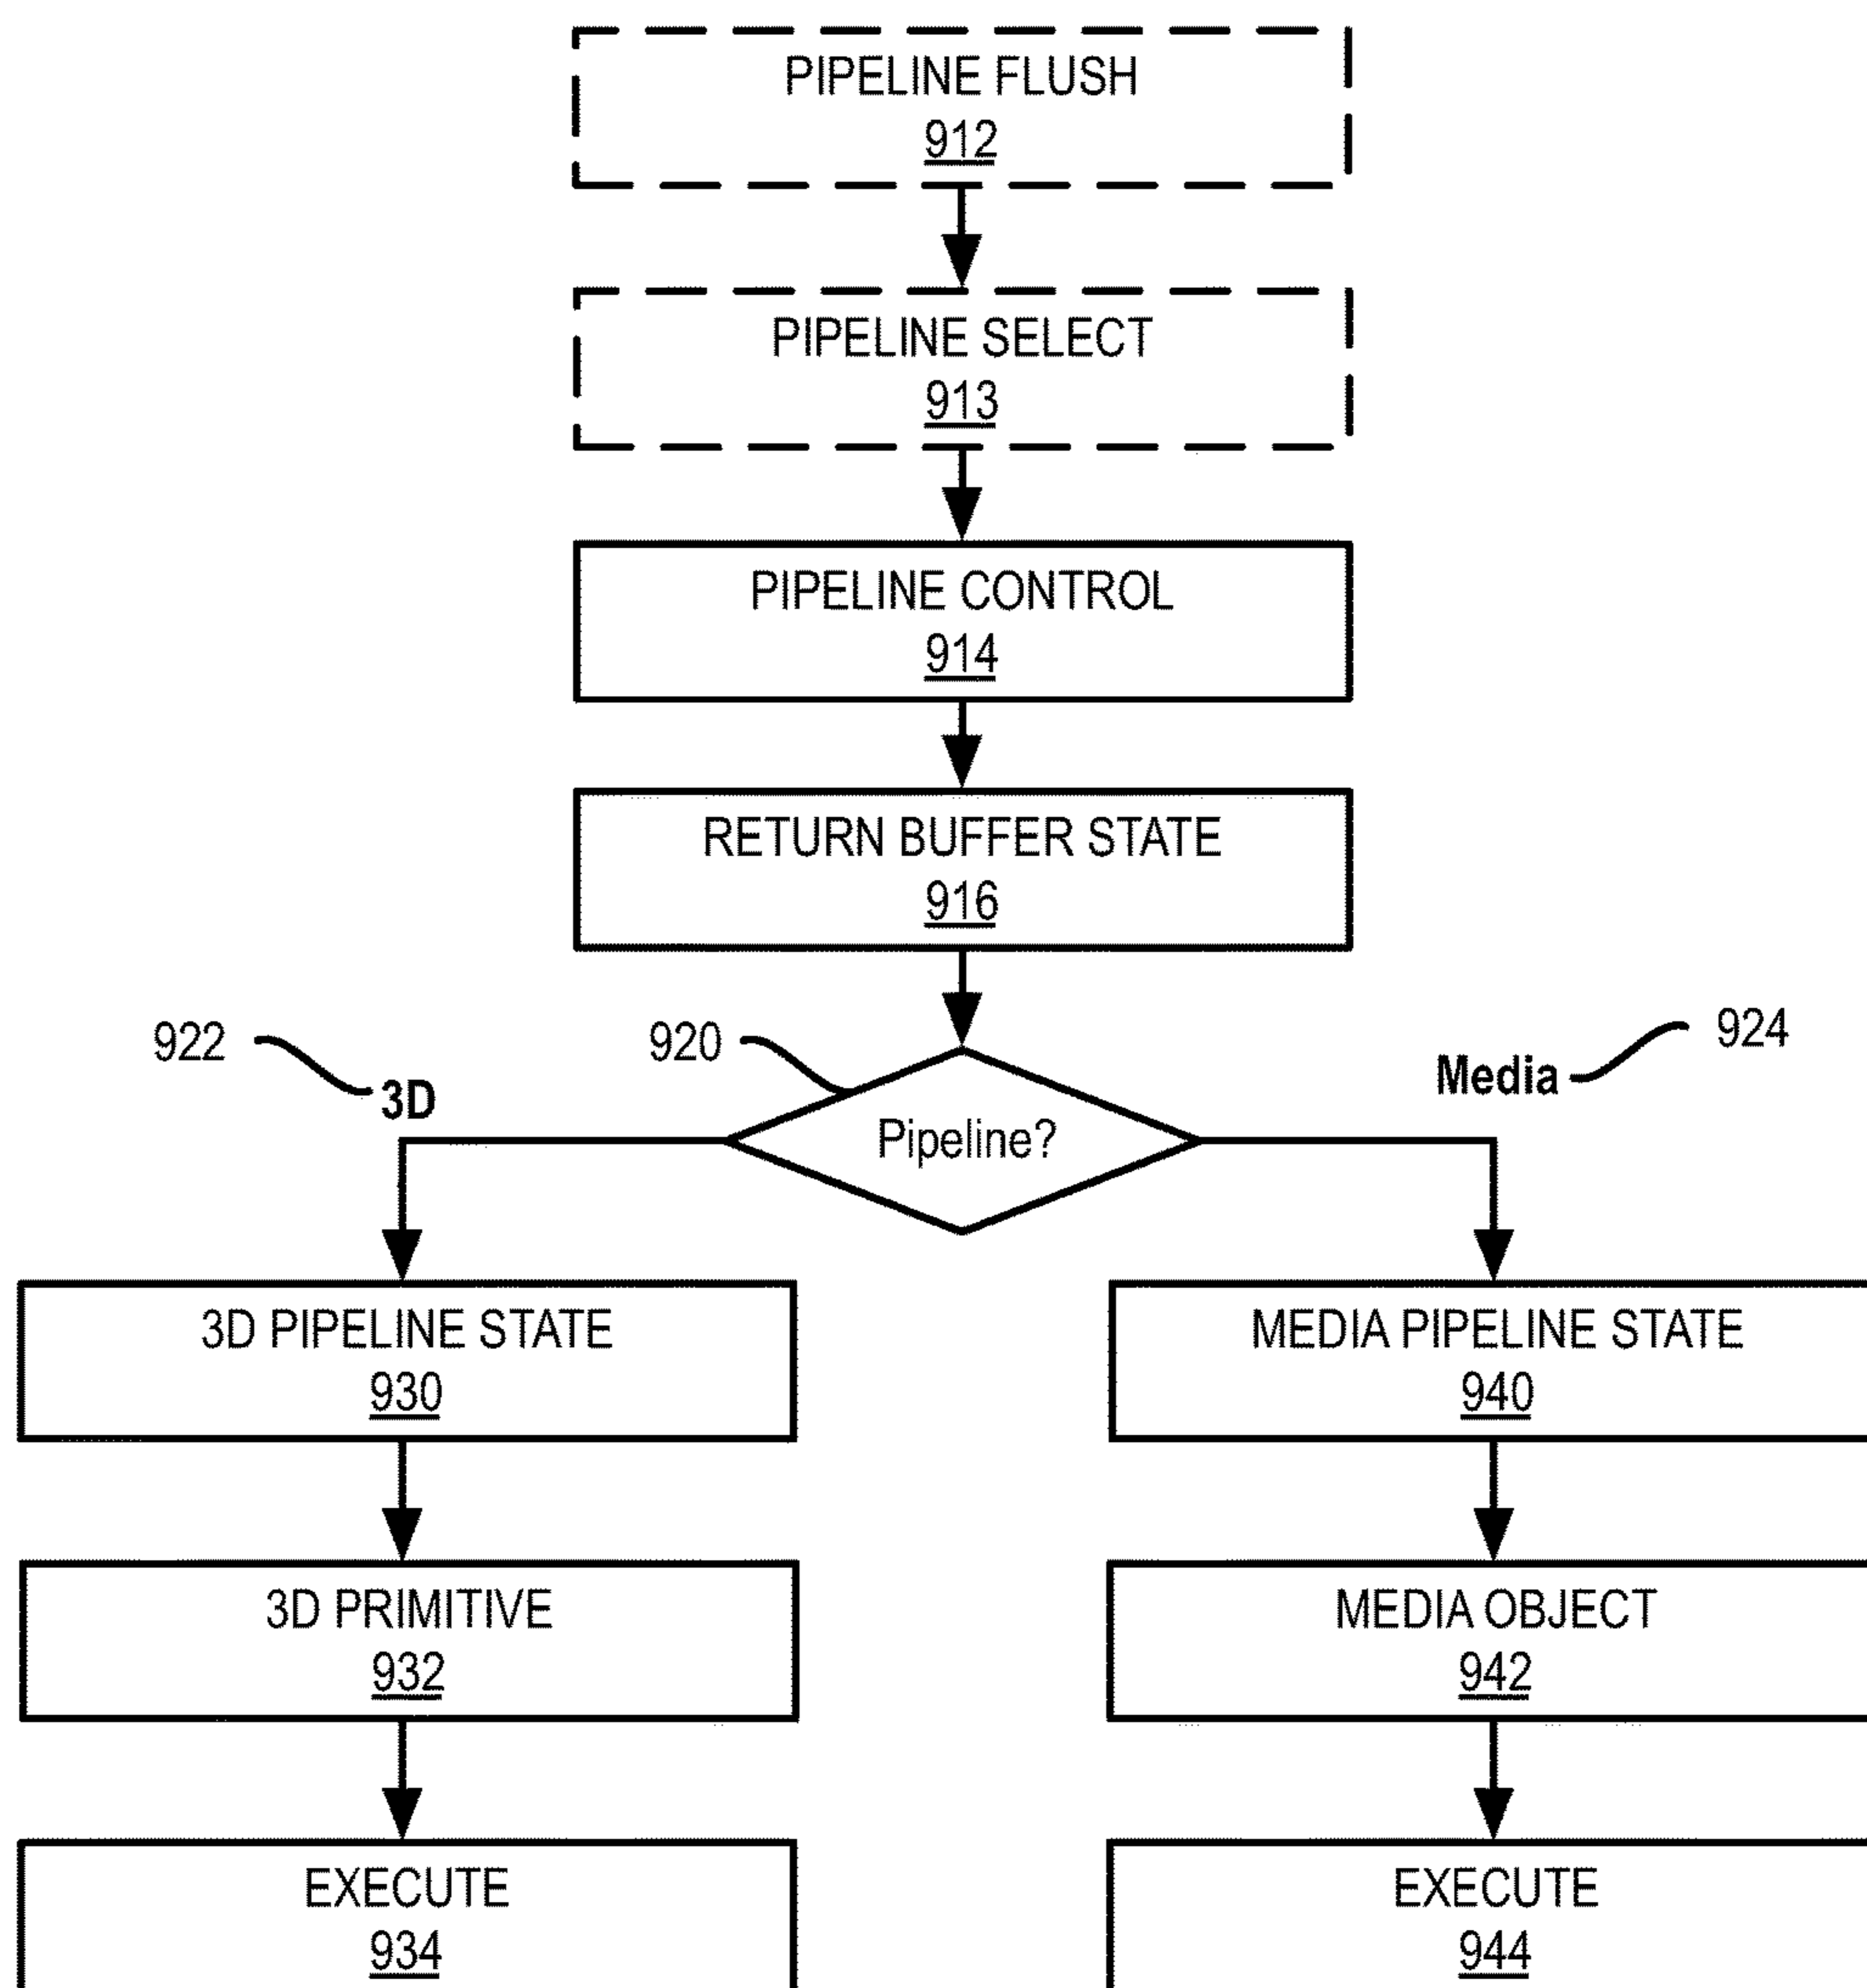 PIPELINE FLUSH
912
PIPELINE SELECT
913
PIPELINE CONTROL
914
RETURN BUFFER STATE
916
922
920
924
3D
Media
Pipeline?
3D PIPELINE STATE
930
MEDIA PIPELINE STATE
940
3D PRIMITIVE
932
MEDIA OBJECT
942
EXECUTE
934
EXECUTE
944